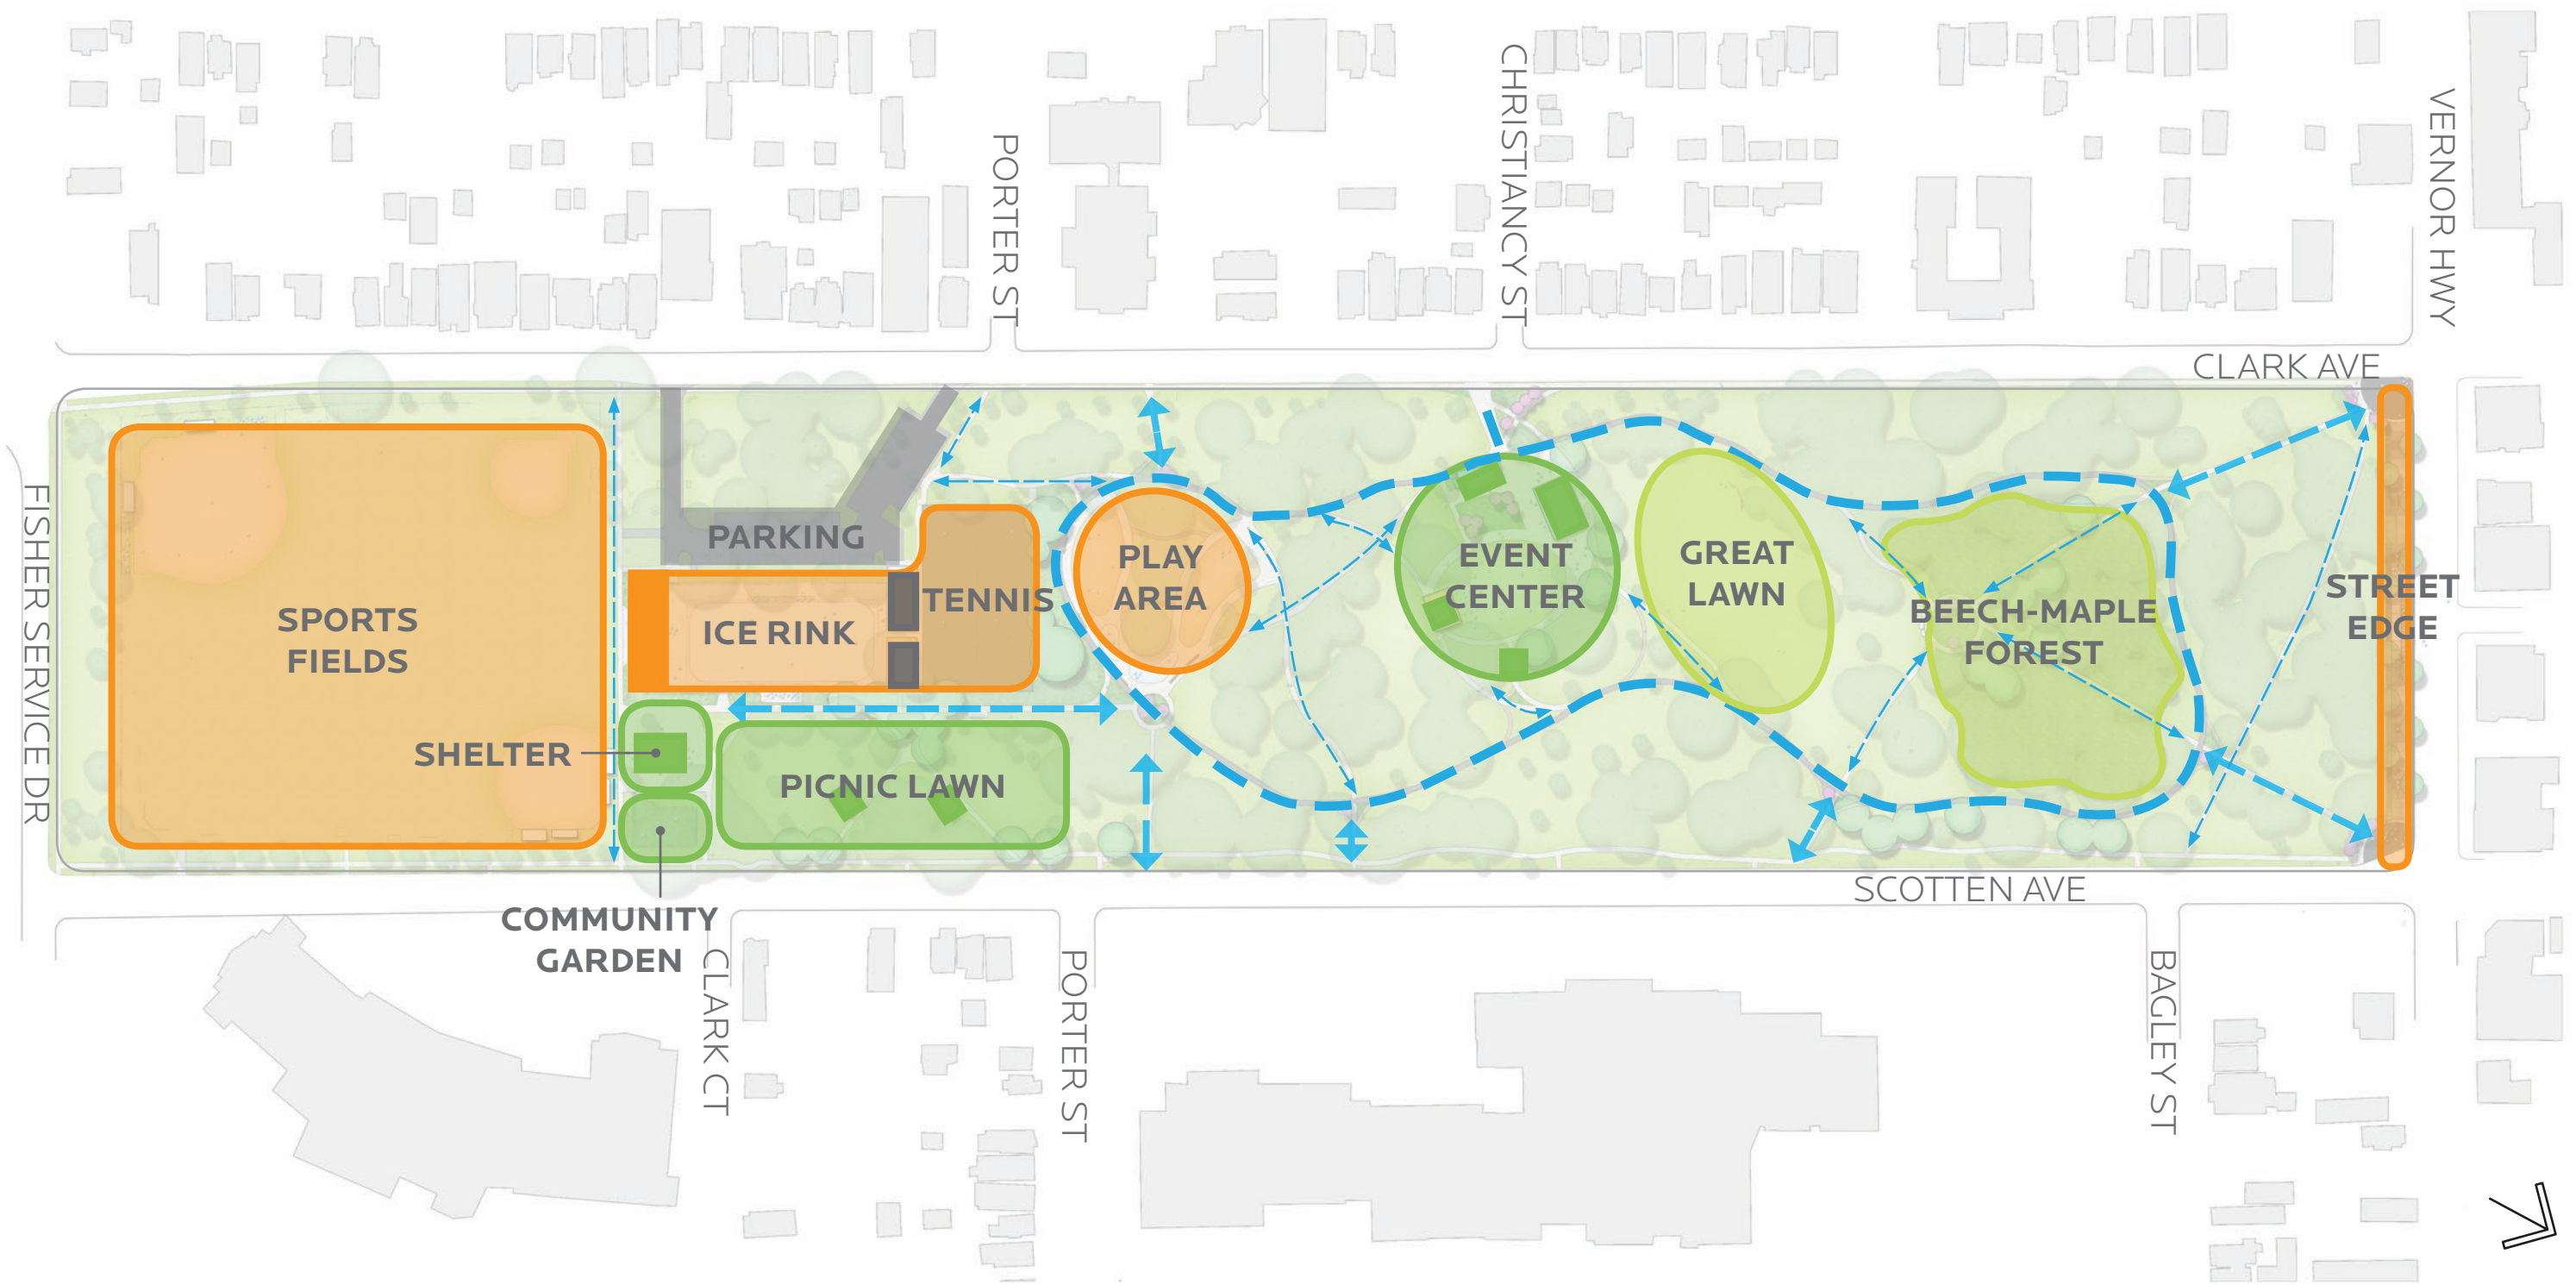 PORTER ST
CHRISTIANCY ST
VERNOR HWY
CLARK AVE
FISHER SERVICE DR
SPORTS
FIELDS
PARKING
ICE RINK
TENNIS
PLAY
AREA
EVENT
CENTER
GREAT
LAWN
BEECH-MAPLE
FOREST
STREET
EDGE
SHELTER
PICNIC LAWN
COMMUNITY
GARDEN
SCOTTEN AVE
CLARK CT
PORTER ST
BAGLEY ST